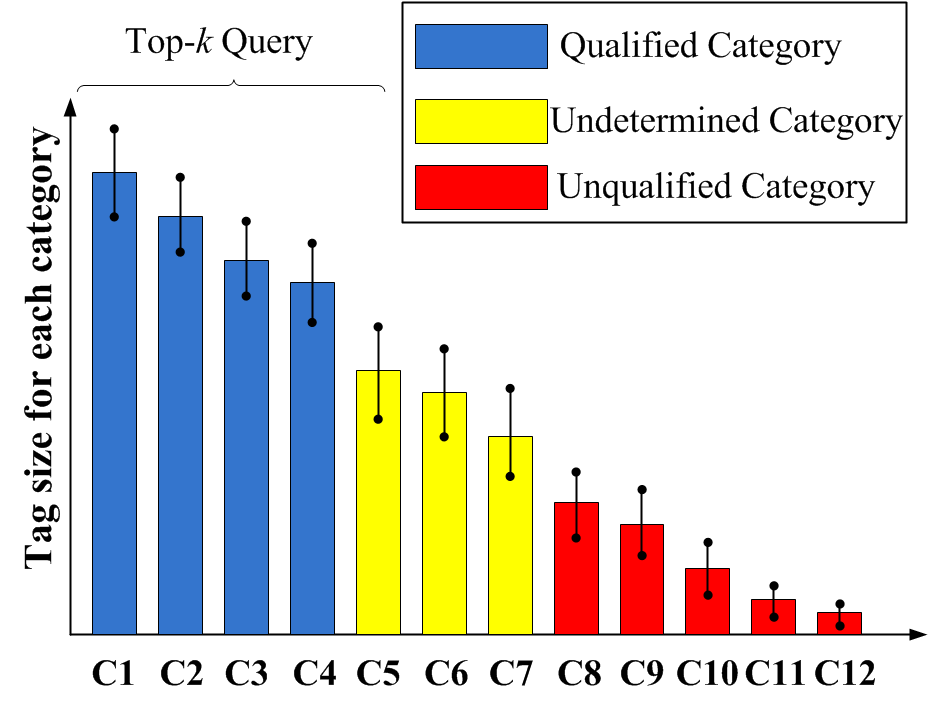 Top-k Query
Qualified Category
Undetermined Category
Unqualified Category
Tag size for each category
C1 C2 C3 C4 C5 C6 C7 C8 C9 C10 C11 C12